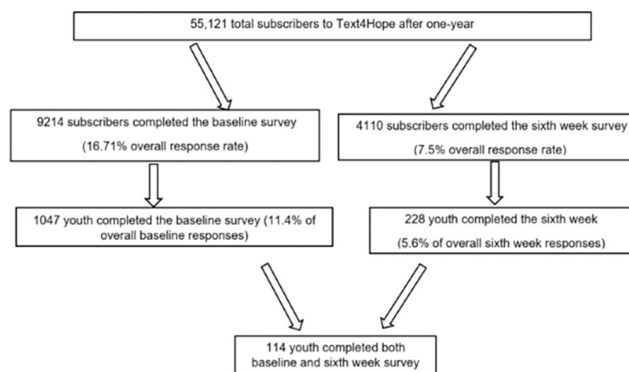 55,121 total subscribers to Text4Hope after one-year
9214 subscribers completed the baseline survey
(16.71% overall response rate)
4110 subscribers completed the sixth week survey
(7.5% overall response rate)
1047 youth completed the baseline survey (11.4% of
overall baseline responses)
228 youth completed the sixth week
(5.6% of overall sixth week responses)
114 youth completed both
baseline and sixth week survey